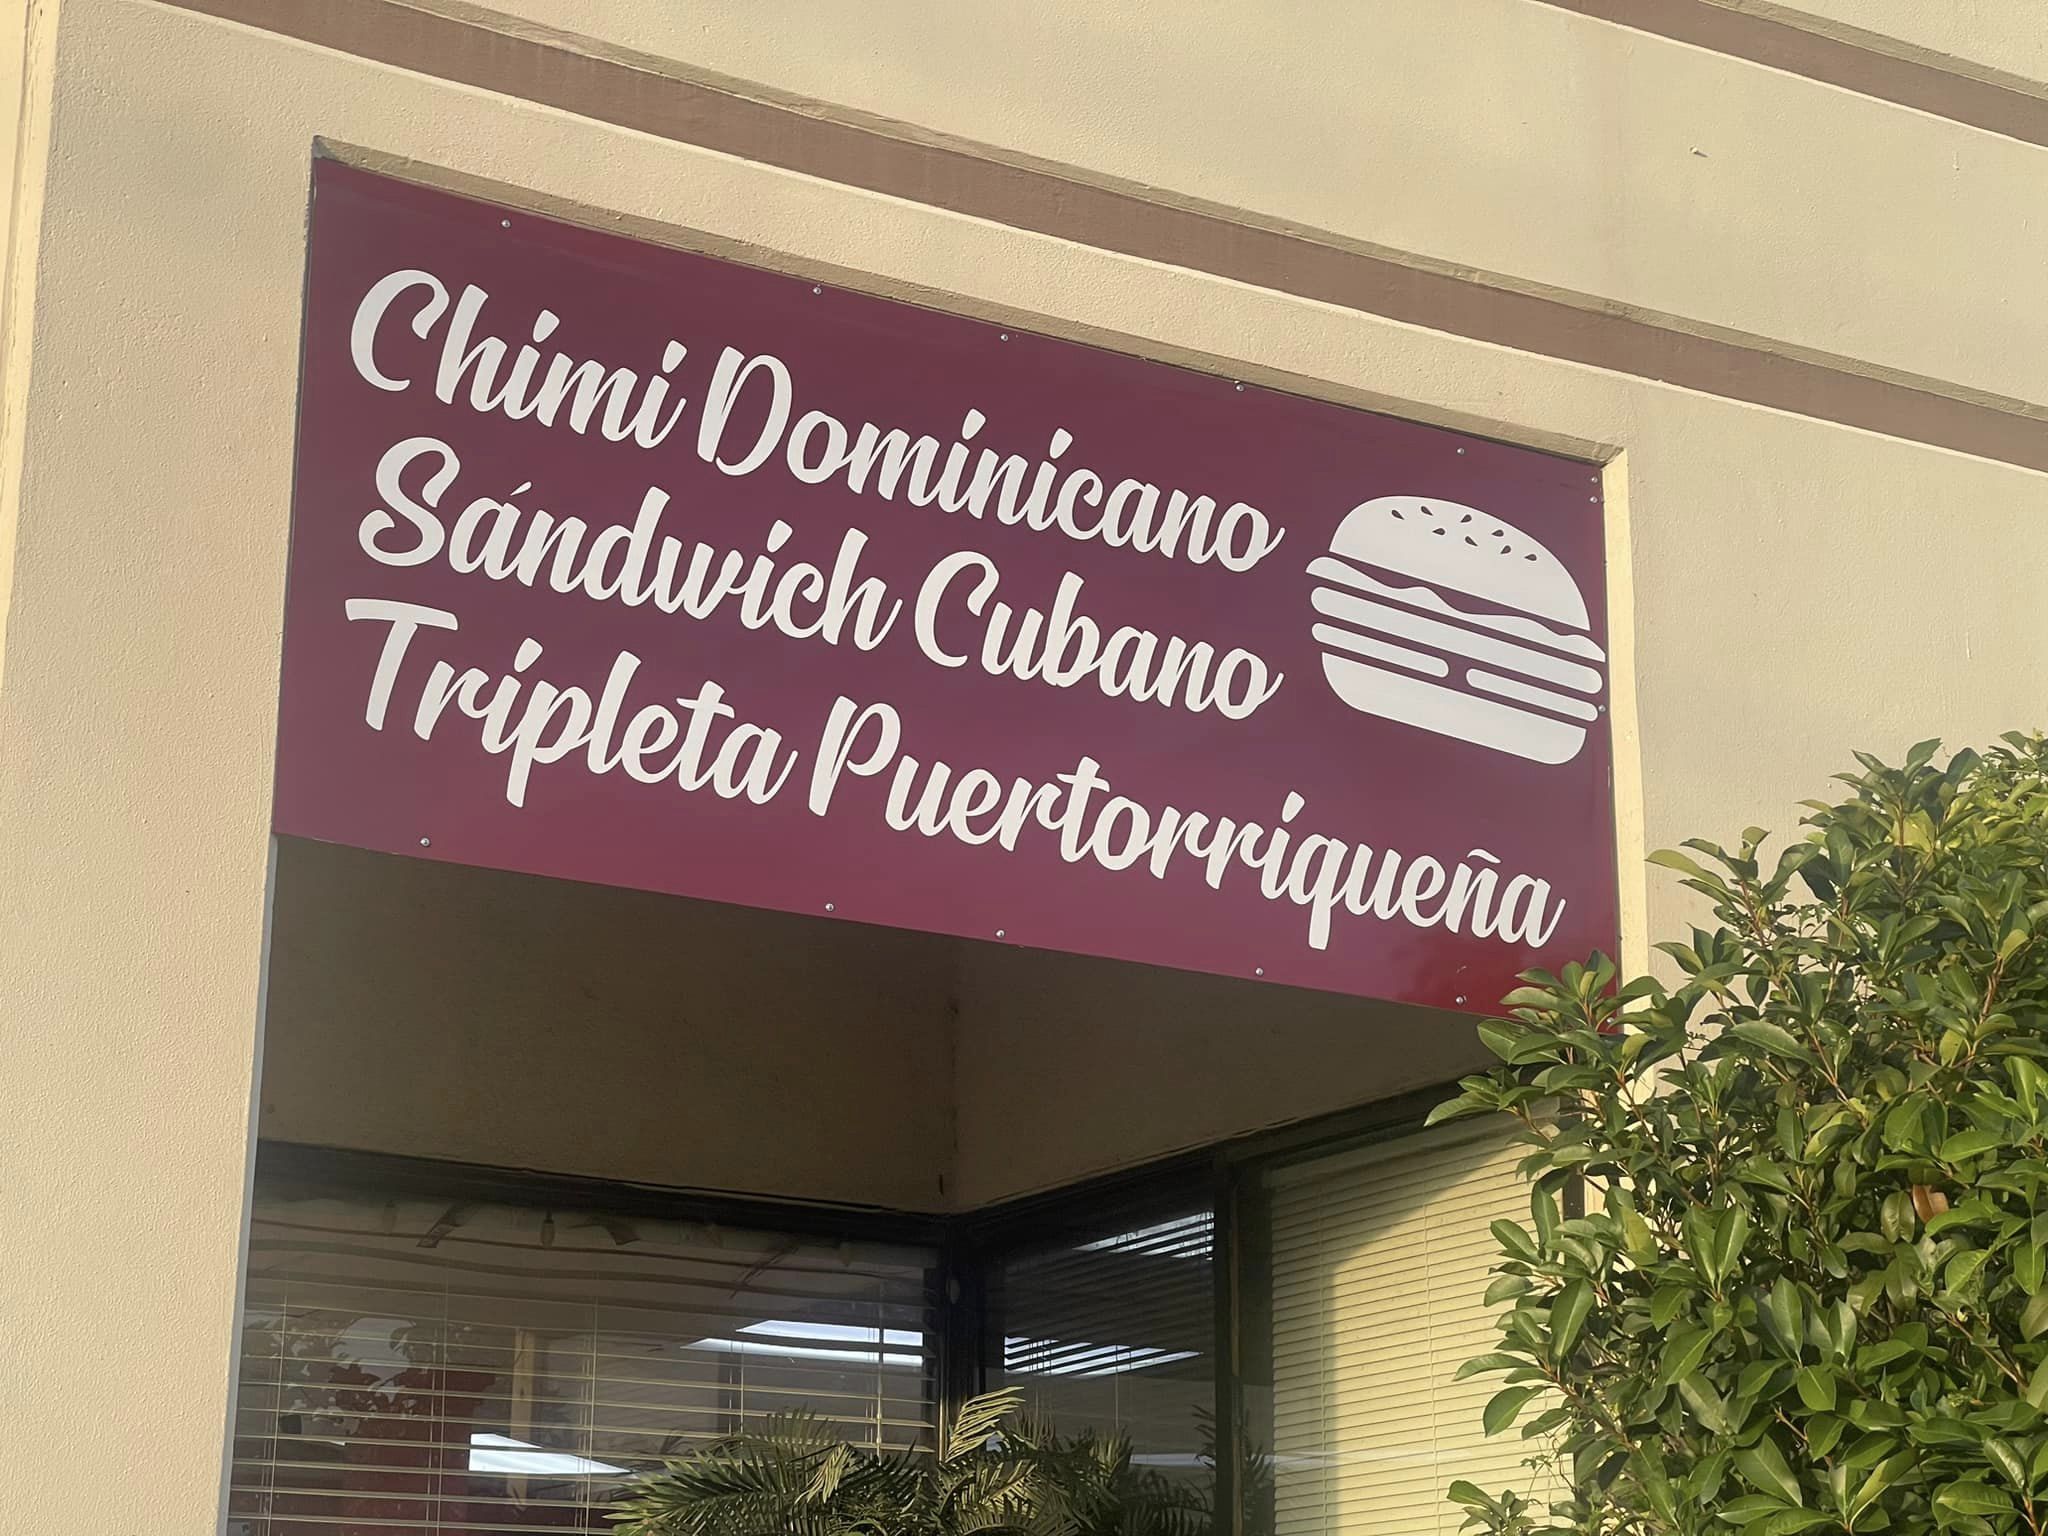 Chimi Dominicano
Sándwich Cubano
Tripleta Puertorriqueña